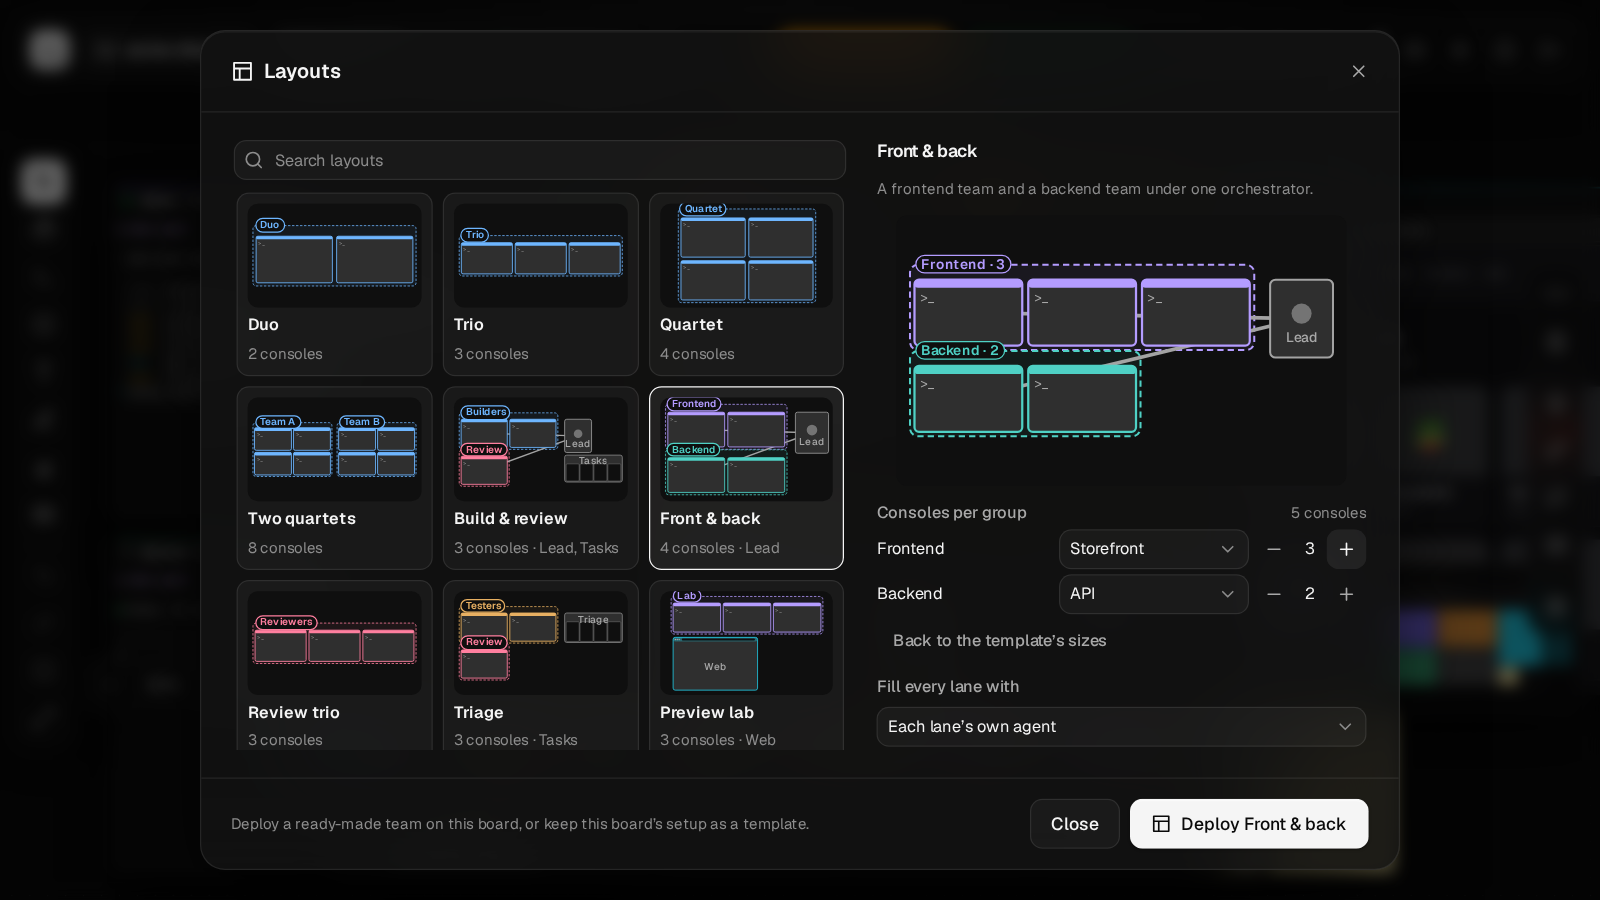 Layouts
Search layouts
Duo
>_ >_
Duo
2 consoles
Trio
>_ >_ >_
Trio
3 consoles
Quartet
>_ >_
>_ >_
Quartet
4 consoles
Team A Team B
Two quartets
8 consoles
Builders
Review
Lead
Tasks
Build & review
3 consoles · Lead, Tasks
Frontend
Backend
Lead
Front & back
4 consoles · Lead
Reviewers
Review trio
3 consoles
Testers
Review
Triage
Triage
3 consoles · Tasks
Lab
Web
Preview lab
3 consoles · Web
Front & back
A frontend team and a backend team under one orchestrator.
Frontend · 3
>_ >_ >_
Lead
Backend · 2
>_ >_
Consoles per group 5 consoles
Frontend Storefront − 3 +
Backend API − 2 +
Back to the template's sizes
Fill every lane with
Each lane's own agent
Deploy a ready-made team on this board, or keep this board's setup as a template.
Close
Deploy Front & back